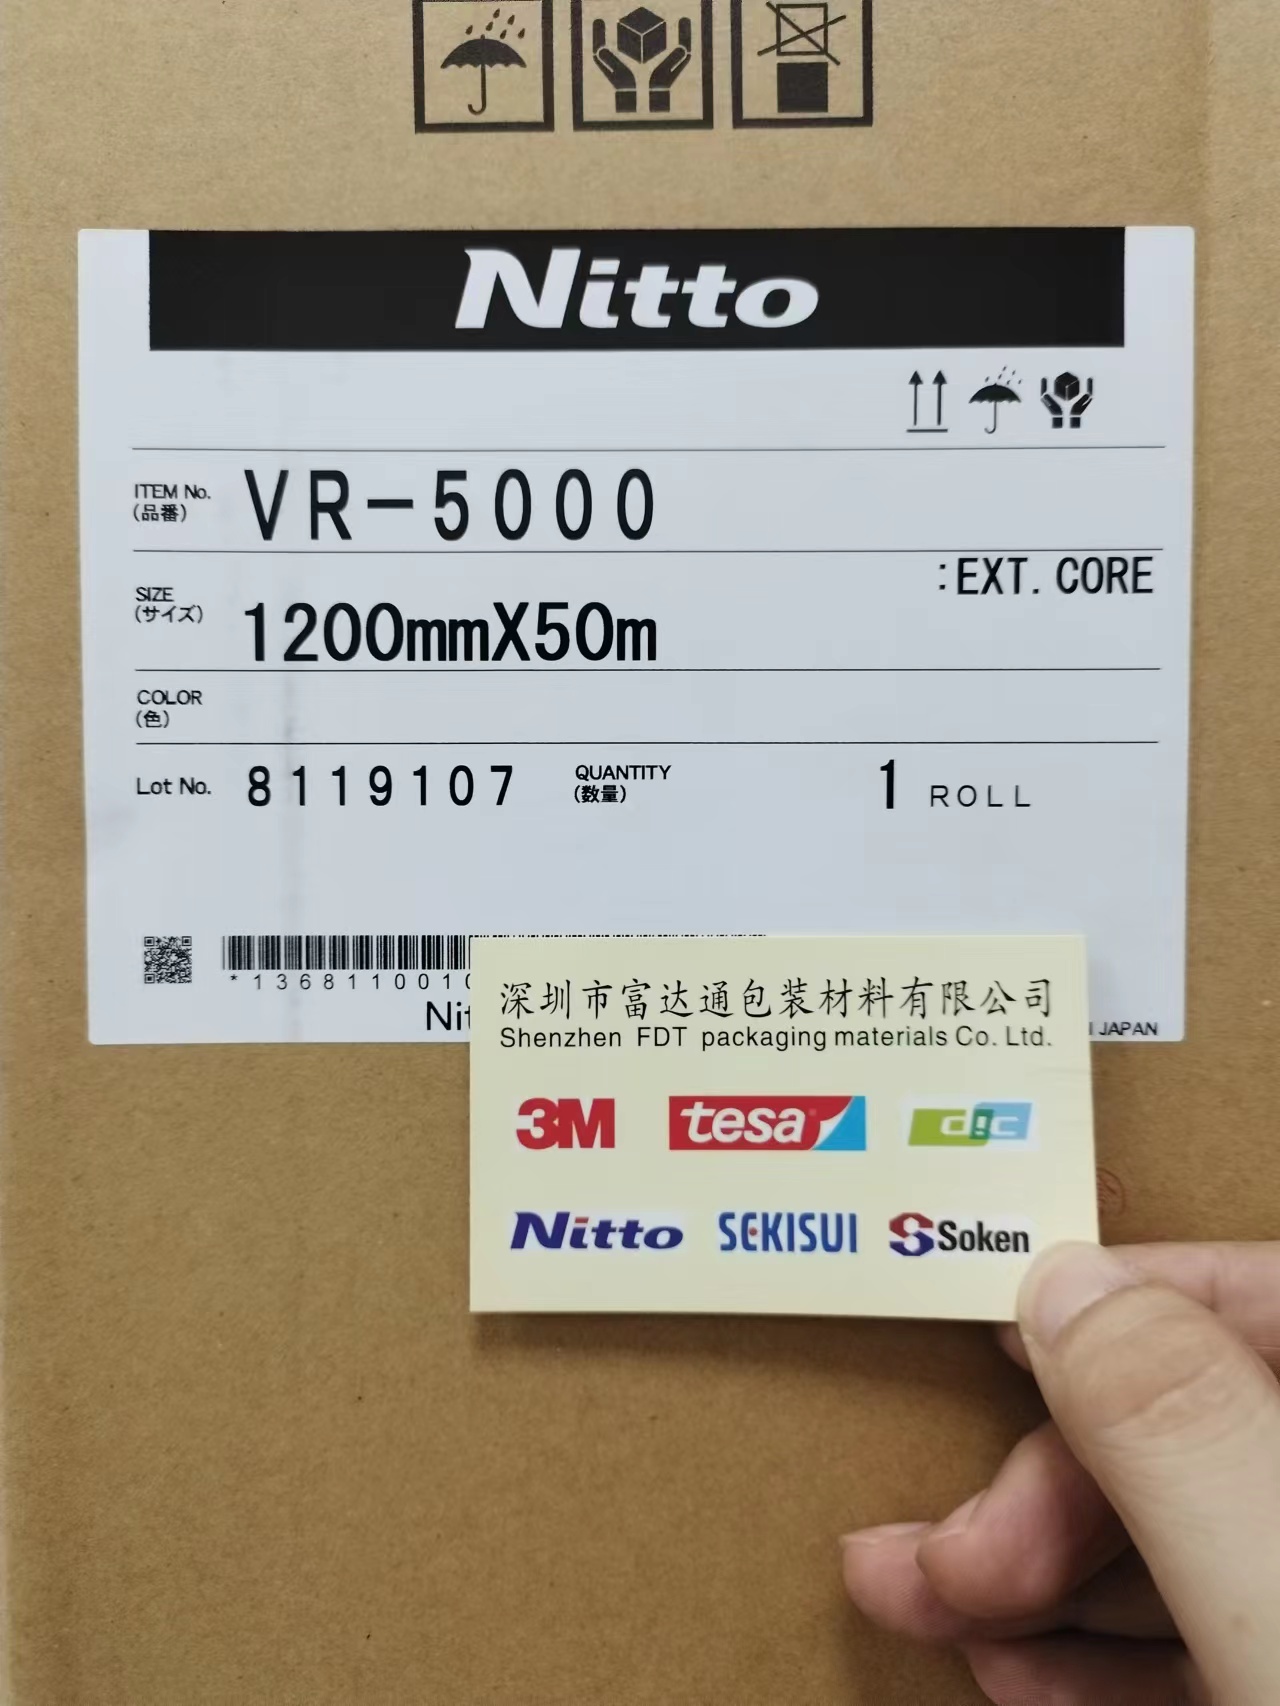 Nitto
ITEM No.
(品番)
VR-5000
:EXT. CORE
SIZE
(サイズ)
1200mmX50m
COLOR
(色)
Lot No.
8119107
QUANTITY
(数量)
1 ROLL
*136811001
JAPAN
深圳市富达通包装材料有限公司
Shenzhen FDT packaging materials Co. Ltd.
3M tesa dic
Nitto SEKISUI Soken